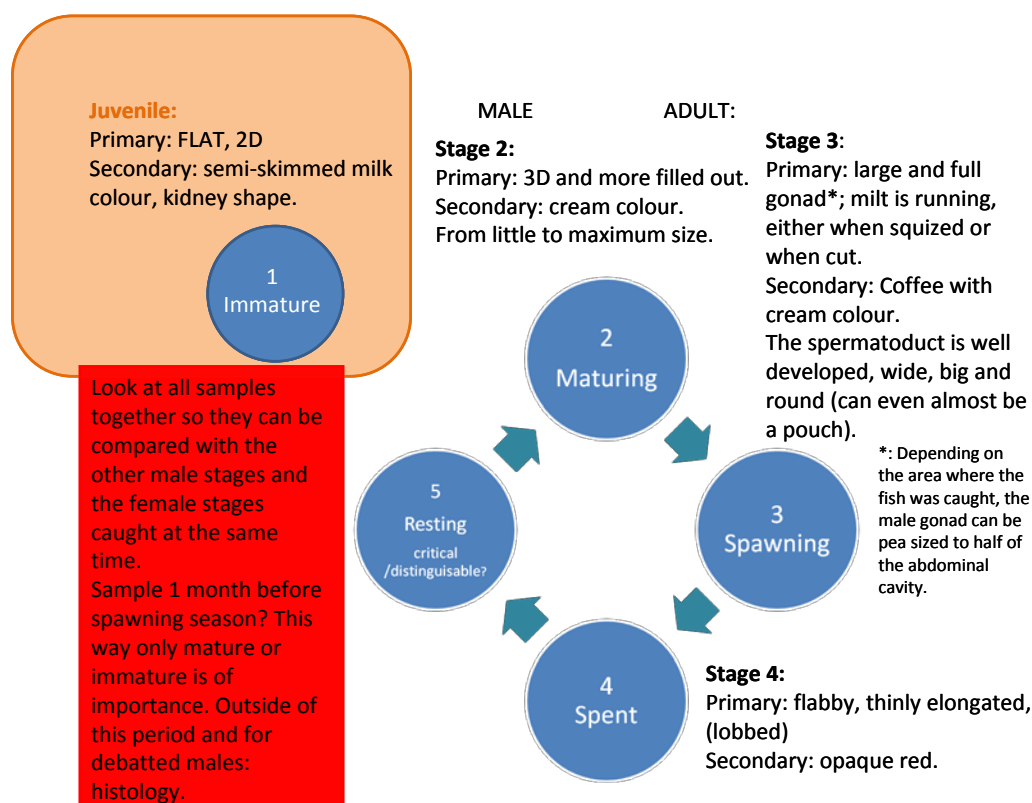 Juvenile:
Primary: FLAT, 2D
Secondary: semi-skimmed milk
colour, kidney shape.
1
Immature
Look at all samples
together so they can be
compared with the
other male stages and
the female stages
caught at the same
time.
Sample 1 month before
spawning season? This
way only mature or
immature is of
importance. Outside of
this period and for
debatted males:
histology.
MALE ADULT:
Stage 2:
Primary: 3D and more filled out.
Secondary: cream colour.
From little to maximum size.
Stage 3:
Primary: large and full
gonad*; milt is running,
either when squized or
when cut.
Secondary: Coffee with
cream colour.
The spermatoduct is well
developed, wide, big and
round (can even almost be
a pouch).
*: Depending on
the area where the
fish was caught, the
male gonad can be
pea sized to half of
the abdominal
cavity.
2
Maturing
3
Spawning
4
Spent
5
Resting
critical
/distinguisable?
Stage 4:
Primary: flabby, thinly elongated,
(lobbed)
Secondary: opaque red.